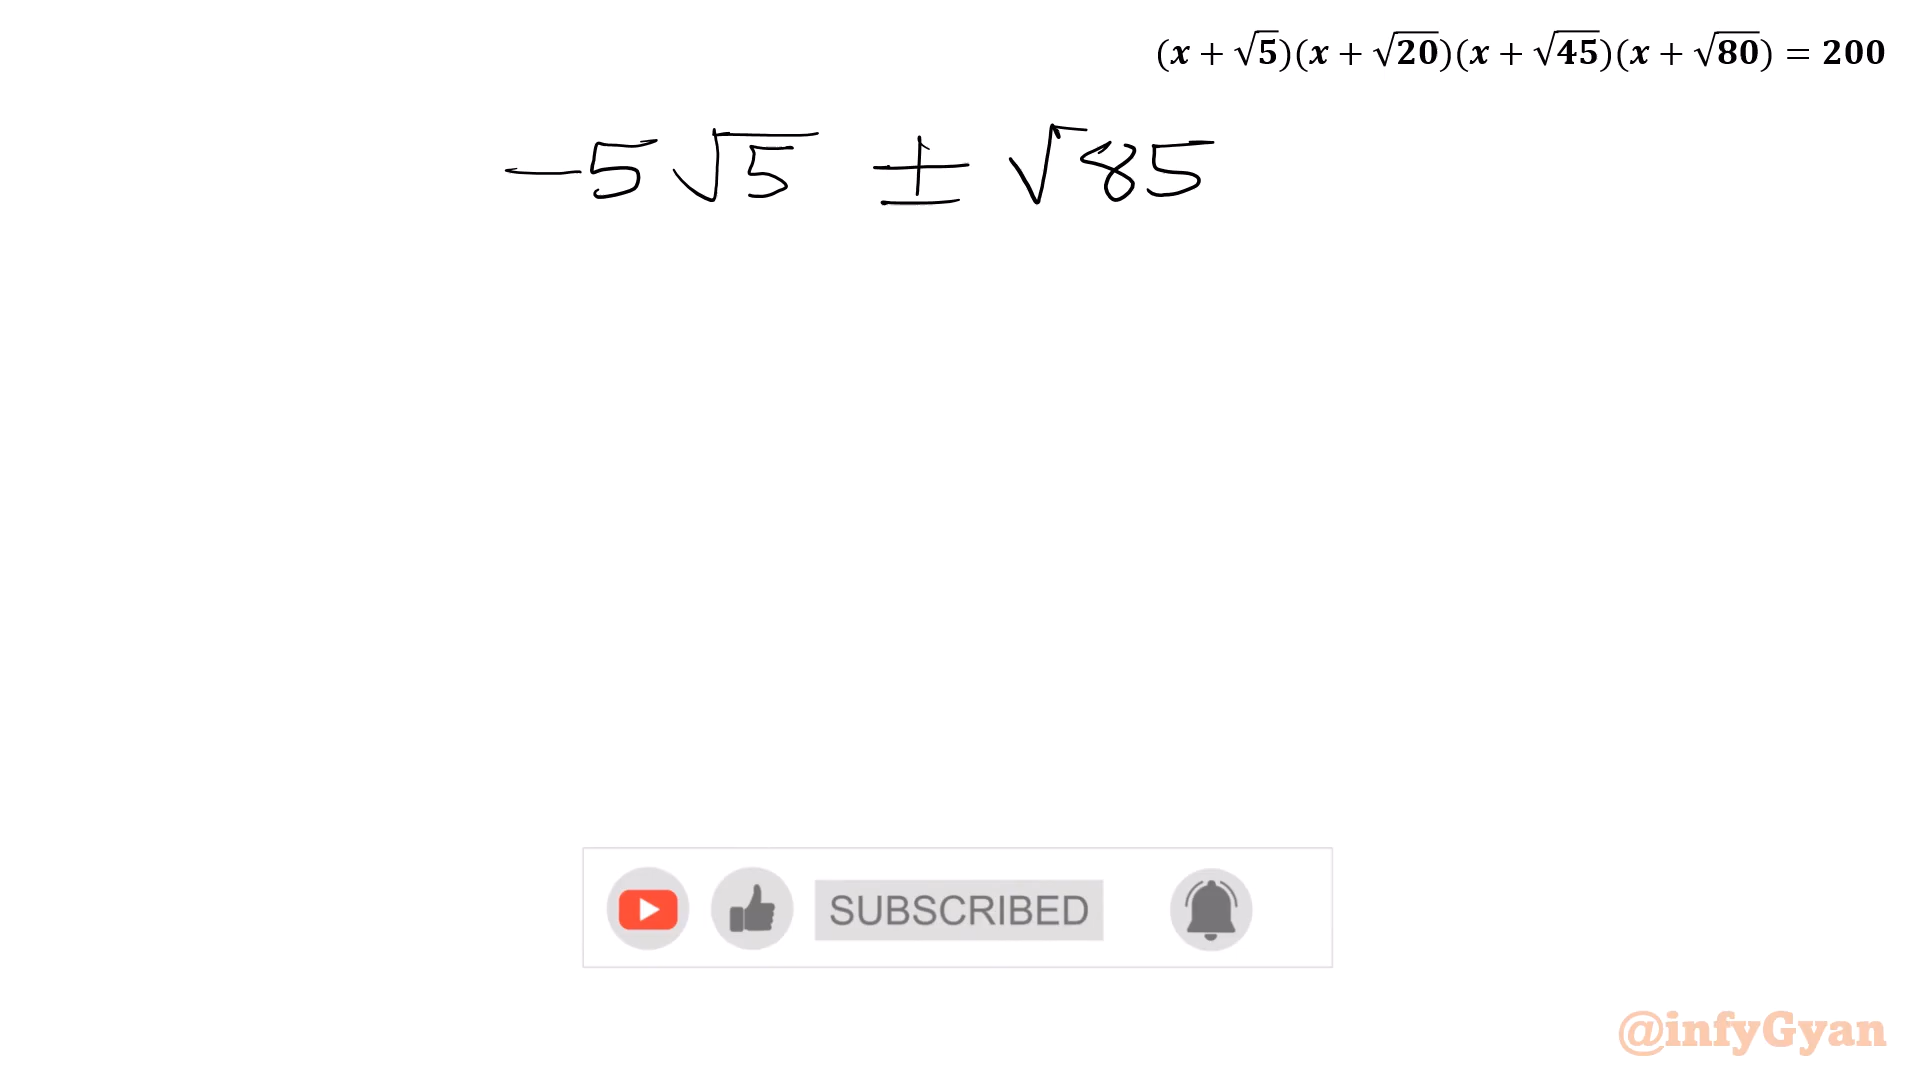 (x + √5)(x + √20)(x + √45)(x + √80) = 200
−5√5 ± √85
SUBSCRIBED
@infyGyan